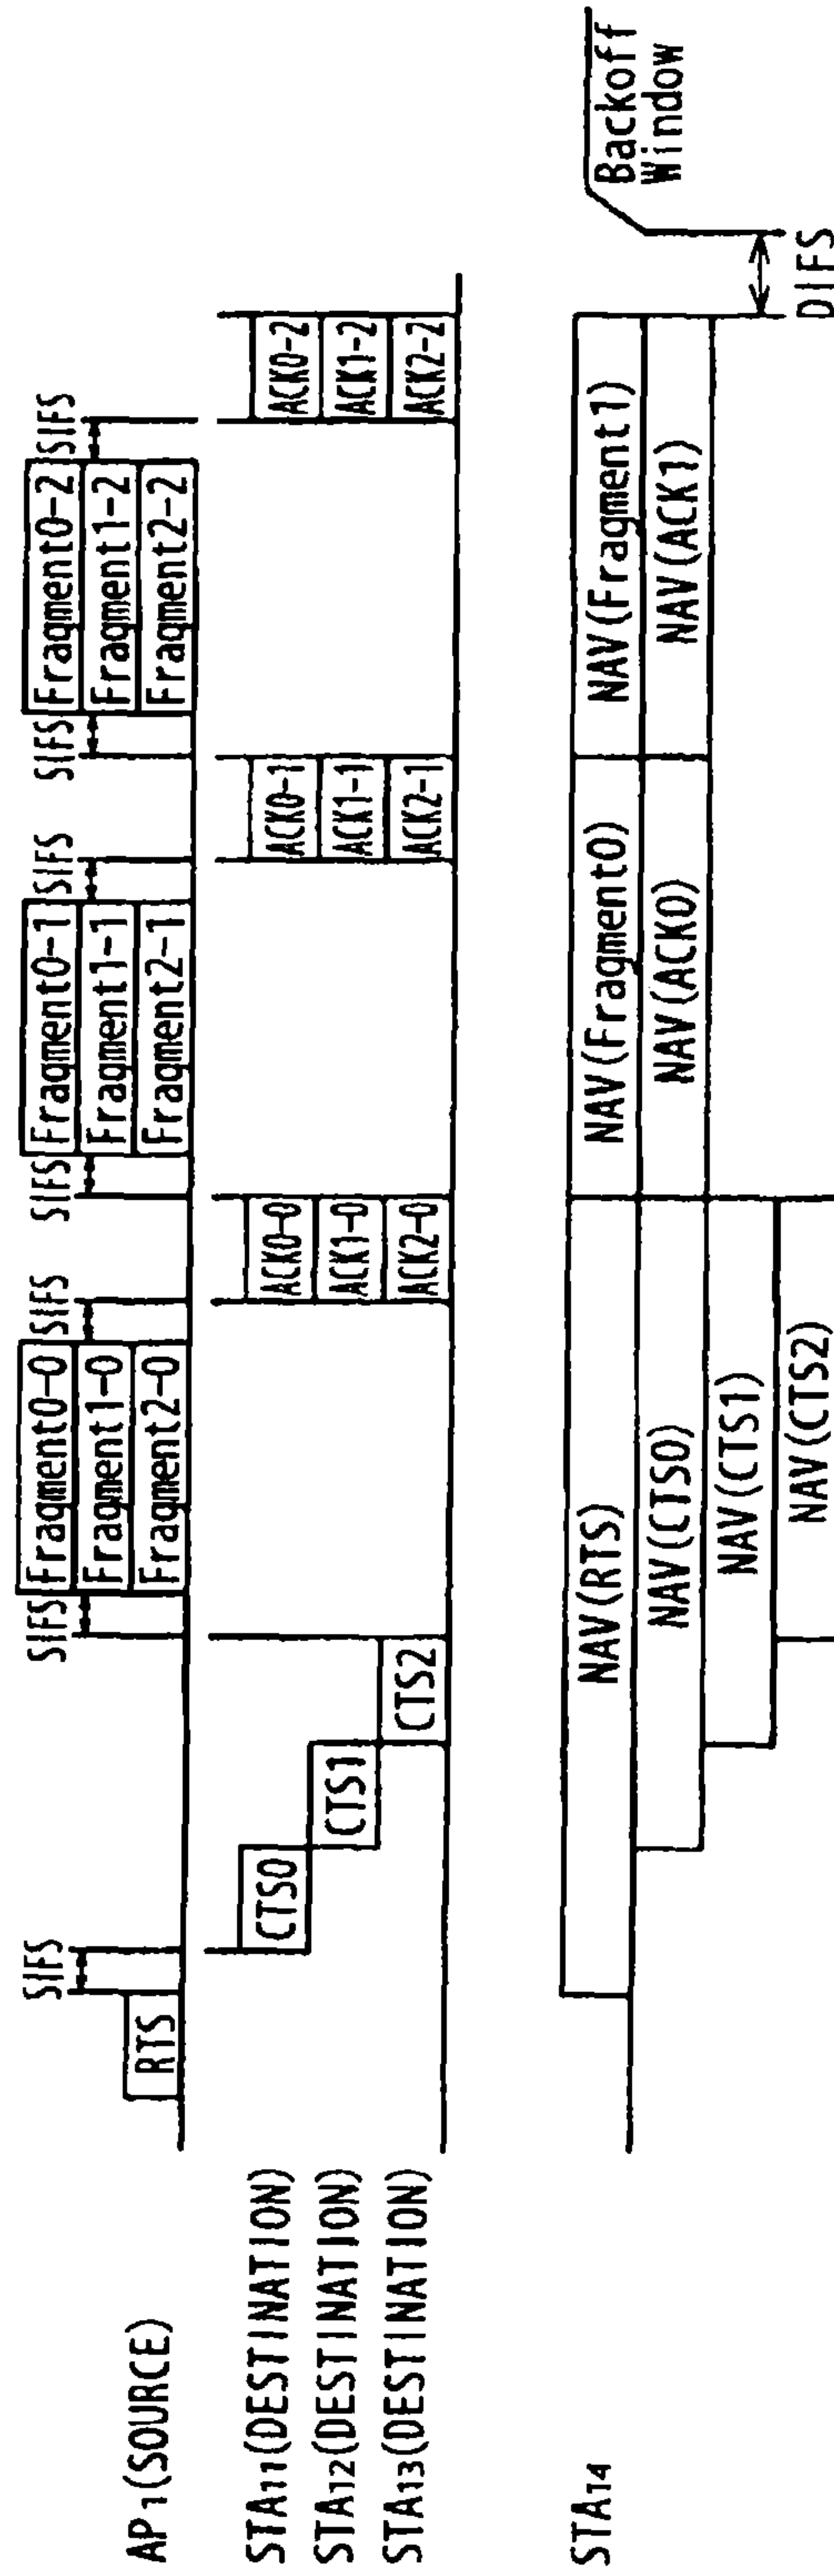 AP1(SOURCE)
RTS
SIFS
SIFS
Fragment0-0
Fragment1-0
Fragment2-0
SIFS
SIFS
Fragment0-1
Fragment1-1
Fragment2-1
SIFS
SIFS
Fragment0-2
Fragment1-2
Fragment2-2
SIFS
STA11(DESTINATION)
STA12(DESTINATION)
STA13(DESTINATION)
CTS0
CTS1
CTS2
ACK0-0
ACK1-0
ACK2-0
ACK0-1
ACK1-1
ACK2-1
ACK0-2
ACK1-2
ACK2-2
STA14
NAV(RTS)
NAV(CTS0)
NAV(CTS1)
NAV(CTS2)
NAV(Fragment0)
NAV(ACK0)
NAV(Fragment1)
NAV(ACK1)
Backoff
Window
DIFS